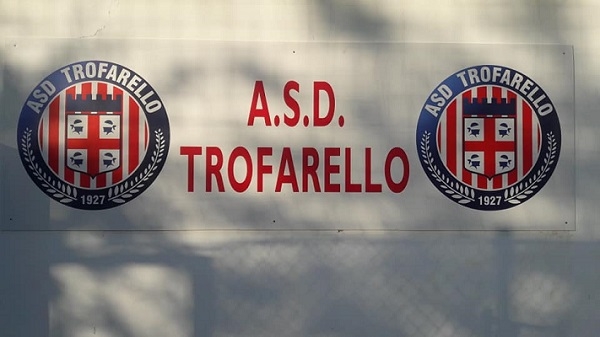 ASD TROFARELLO
1927
A.S.D.
TROFARELLO
ASD TROFARELLO
1927